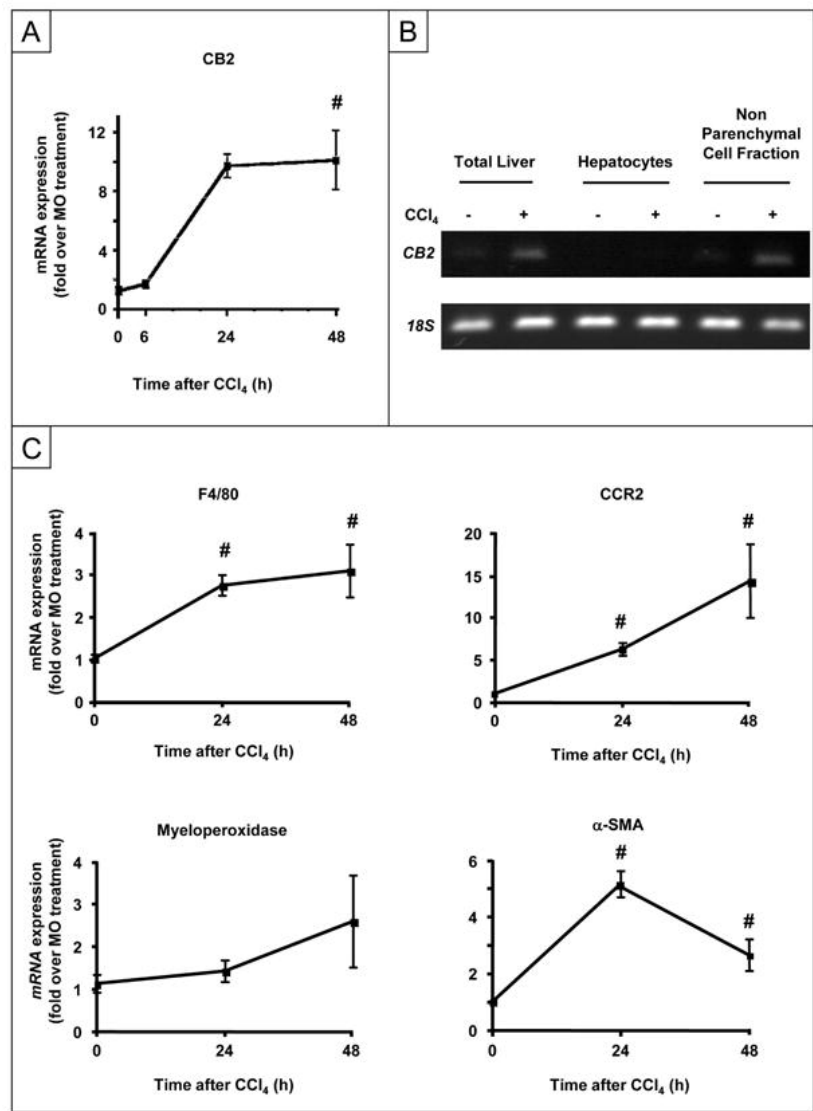 A
CB2
#
mRNA expression
(fold over MO treatment)
12
8
4
0
0 6 24 48
Time after CCl₄ (h)
B
Total Liver
Hepatocytes
Non
Parenchymal
Cell Fraction
CCl₄ - + - + - +
CB2
18S
C
F4/80
# #
mRNA expression
(fold over MO treatment)
4
3
2
1
0
0 24 48
Time after CCl₄ (h)
CCR2
# #
20
15
10
5
0
0 24 48
Time after CCl₄ (h)
Myeloperoxidase
mRNA expression
(fold over MO treatment)
4
3
2
1
0
0 24 48
Time after CCl₄ (h)
α-SMA
# #
6
4
2
0
0 24 48
Time after CCl₄ (h)